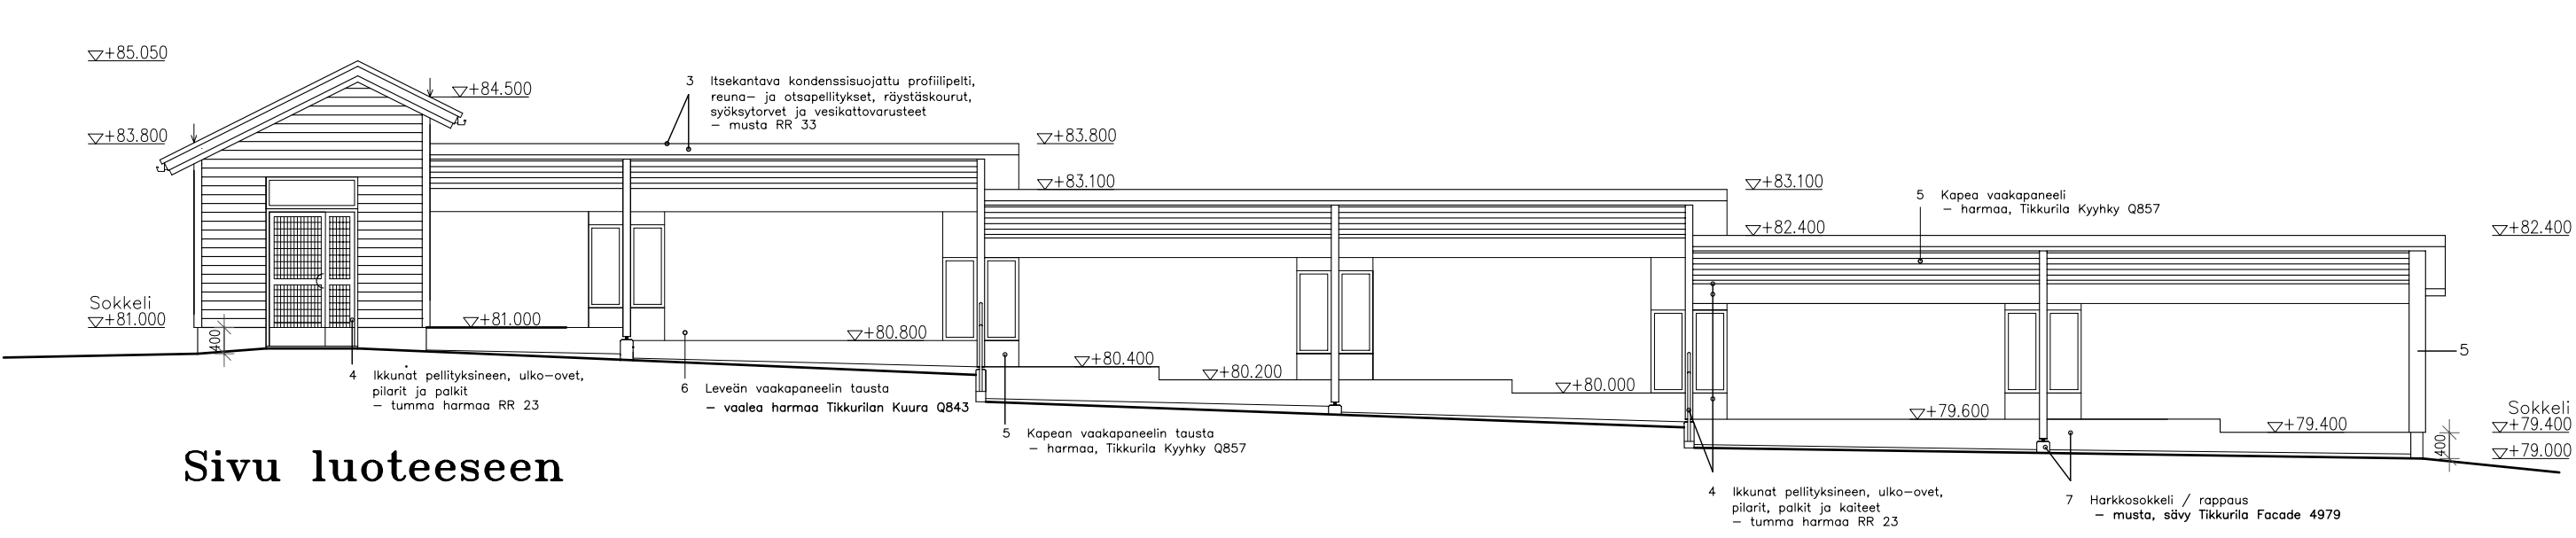 +85.050
+84.500
+83.800
3 Itsekantava kondenssisuojattu profiilipelti,
reuna- ja otsapellitykset, räystäskourut,
syöksytorvet ja vesikattovarusteet
- musta RR 33
+83.800
+83.100
+83.100
+82.400
5 Kapea vaakapaneeli
- harmaa, Tikkurila Kyyhky Q857
+82.400
Sokkeli
+81.000
400
+81.000
+80.800
+80.400
+80.200
+80.000
+79.600
+79.400
5
Sokkeli
+79.400
+79.000
400
4 Ikkunat pellityksineen, ulko-ovet,
pilarit ja palkit
- tumma harmaa RR 23
6 Leveän vaakapaneelin tausta
- vaalea harmaa Tikkurilan Kuura Q843
5 Kapean vaakapaneelin tausta
- harmaa, Tikkurila Kyyhky Q857
4 Ikkunat pellityksineen, ulko-ovet,
pilarit, palkit ja kaiteet
- tumma harmaa RR 23
7 Harkkosokkeli / rappaus
- musta, sävy Tikkurila Facade 4979
Sivu luoteeseen